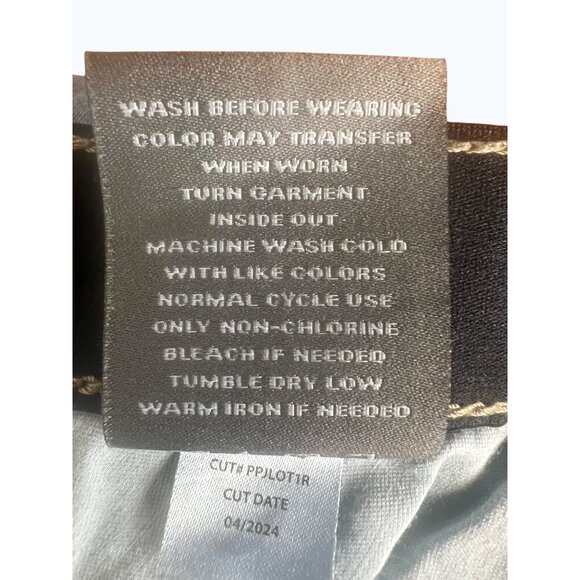 WASH BEFORE WEARING
COLOR MAY TRANSFER
WHEN WORN
TURN GARMENT
INSIDE OUT
MACHINE WASH COLD
WITH LIKE COLORS
NORMAL CYCLE USE
ONLY NON-CHLORINE
BLEACH IF NEEDED
TUMBLE DRY LOW
WARM IRON IF NEEDED
CUT# PPJLOT1R
CUT DATE
04/2024